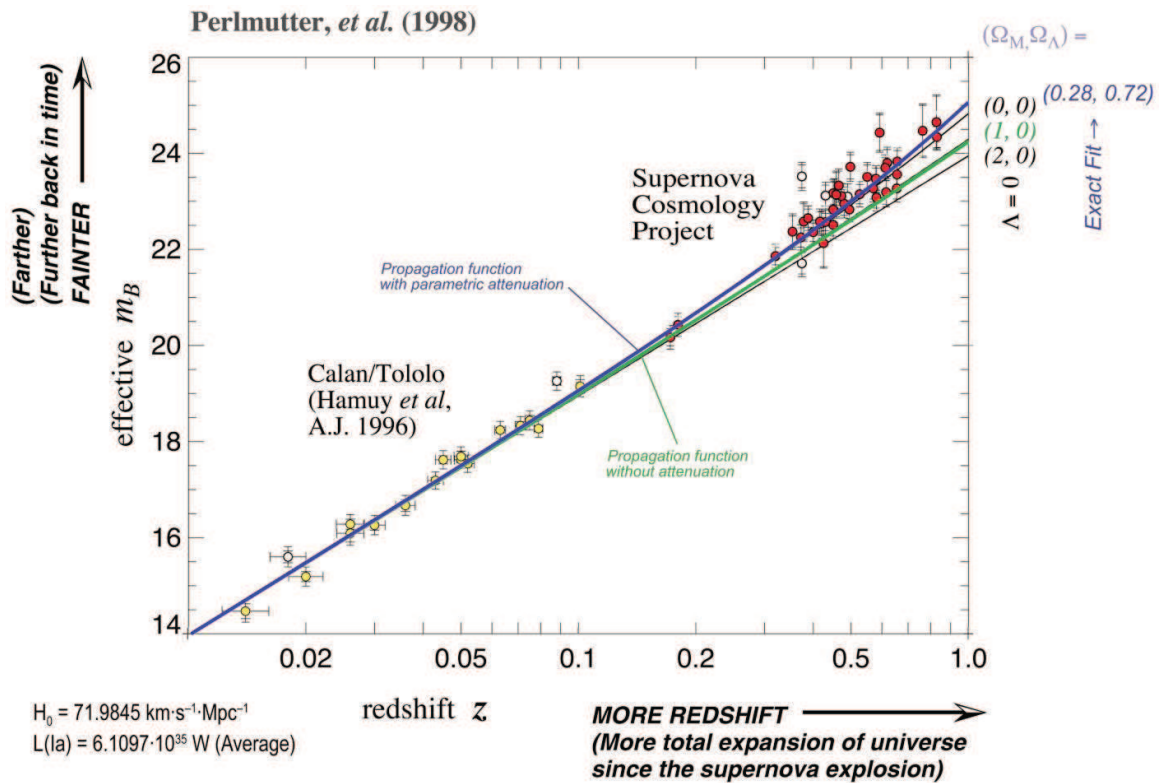 Perlmutter, et al. (1998)
(Ω_M,Ω_Λ) =
(0.28, 0.72)
(0, 0)
(1, 0)
(2, 0)
Λ = 0
Exact Fit →
(Farther)
(Further back in time)
FAINTER
effective m_B
26
24
22
20
18
16
14
Supernova
Cosmology
Project
Propagation function
with parametric attenuation
Calan/Tololo
(Hamuy et al,
A.J. 1996)
Propagation function
without attenuation
0.02
0.05
0.1
0.2
0.5
1.0
redshift z
MORE REDSHIFT
(More total expansion of universe
since the supernova explosion)
H₀ = 71.9845 km·s⁻¹·Mpc⁻¹
L(Ia) = 6.1097·10³⁵ W (Average)